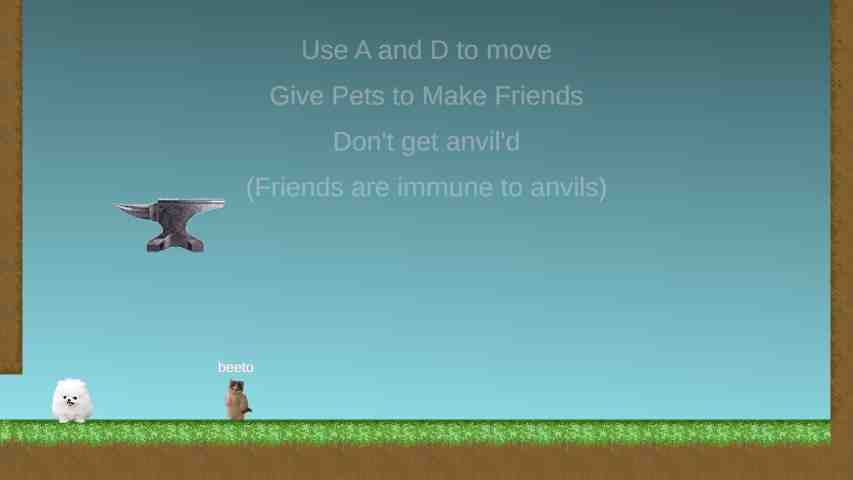 Use A and D to move
Give Pets to Make Friends
Don't get anvil'd
(Friends are immune to anvils)
beeto